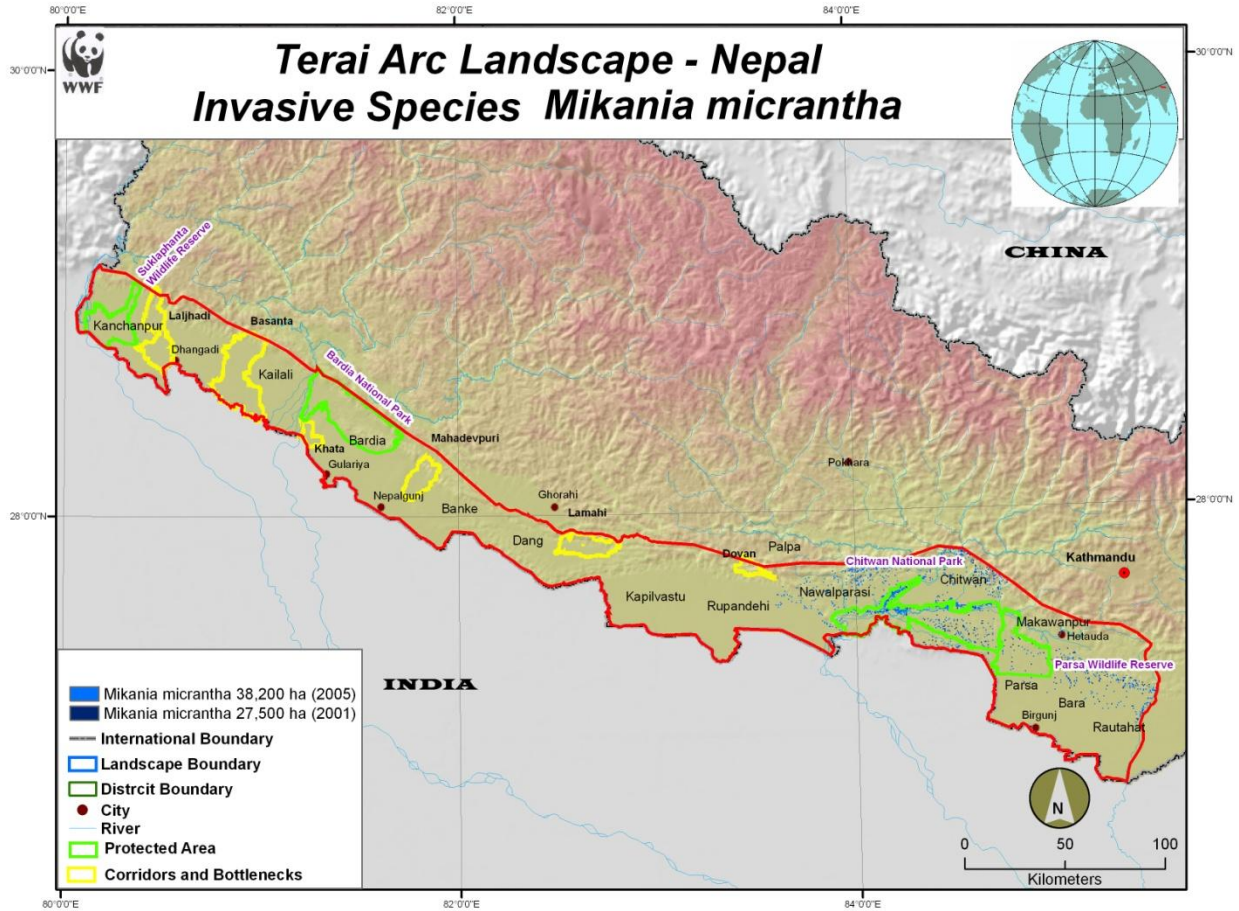 80°0'0"E
82°0'0"E
84°0'0"E
30°0'0"N
30°0'0"N
WWF
Terai Arc Landscape - Nepal
Invasive Species Mikania micrantha
CHINA
Suklaphanta
Wildlife Reserve
Kanchanpur
Laljhadi
Basanta
Dhangadi
Kailali
Bardia National Park
Bardia
Mahadevpuri
Khata
Gulariya
Nepalgunj
Banke
Ghorahi
Lamahi
Dang
Pokhara
28°0'0"N
28°0'0"N
Dovan
Palpa
Chitwan National Park
Chitwan
Kathmandu
Kapilvastu
Rupandehi
Nawalparasi
Makawanpur
Hetauda
Parsa Wildlife Reserve
Parsa
Bara
Birgunj
Rautahat
INDIA
Mikania micrantha 38,200 ha (2005)
Mikania micrantha 27,500 ha (2001)
International Boundary
Landscape Boundary
Distrcit Boundary
City
River
Protected Area
Corridors and Bottlenecks
N
0 50 100
Kilometers
80°0'0"E
82°0'0"E
84°0'0"E